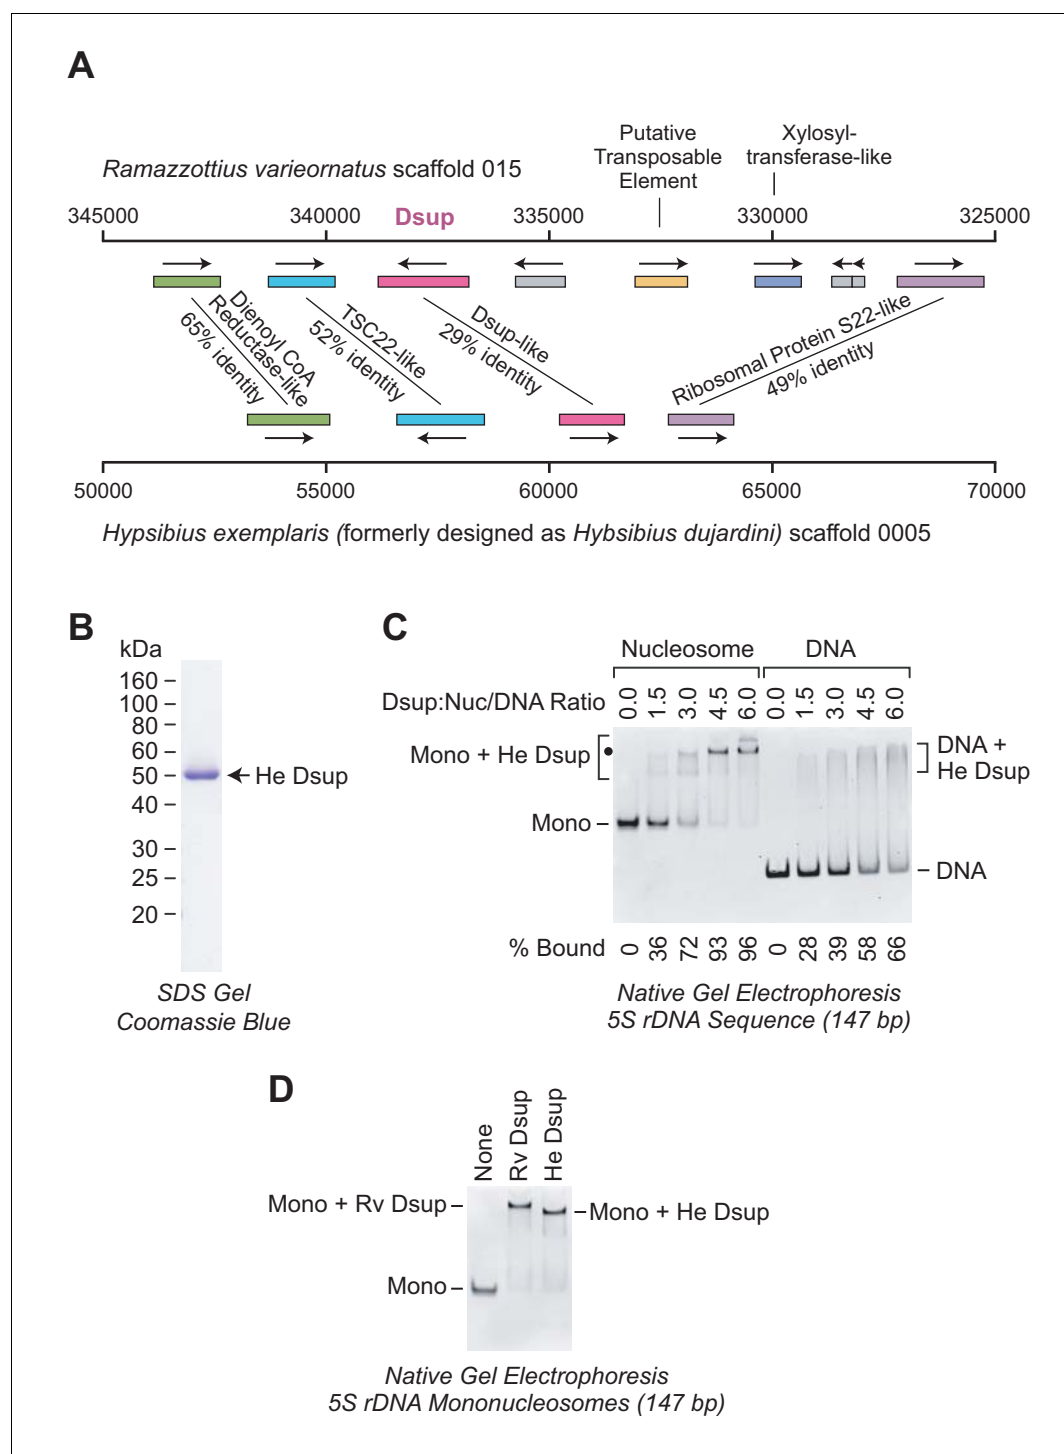 A
Putative
Transposable
Element
Xylosyl-
transferase-like
Ramazzottius varieornatus scaffold 015
345000 340000 Dsup 335000 330000 325000
Dienoyl CoA
Reductase-like
65% identity
TSC22-like
52% identity
Dsup-like
29% identity
Ribosomal Protein S22-like
49% identity
50000 55000 60000 65000 70000
Hypsibius exemplaris (formerly designed as Hybsibius dujardini) scaffold 0005
B
kDa
160
100
80
60
50
40
30
25
20
He Dsup
SDS Gel
Coomassie Blue
C
Nucleosome DNA
Dsup:Nuc/DNA Ratio 0.0 1.5 3.0 4.5 6.0 0.0 1.5 3.0 4.5 6.0
Mono + He Dsup
DNA +
He Dsup
Mono
DNA
% Bound 0 36 72 93 96 0 28 39 58 66
Native Gel Electrophoresis
5S rDNA Sequence (147 bp)
D
None Rv Dsup He Dsup
Mono + Rv Dsup
Mono + He Dsup
Mono
Native Gel Electrophoresis
5S rDNA Mononucleosomes (147 bp)